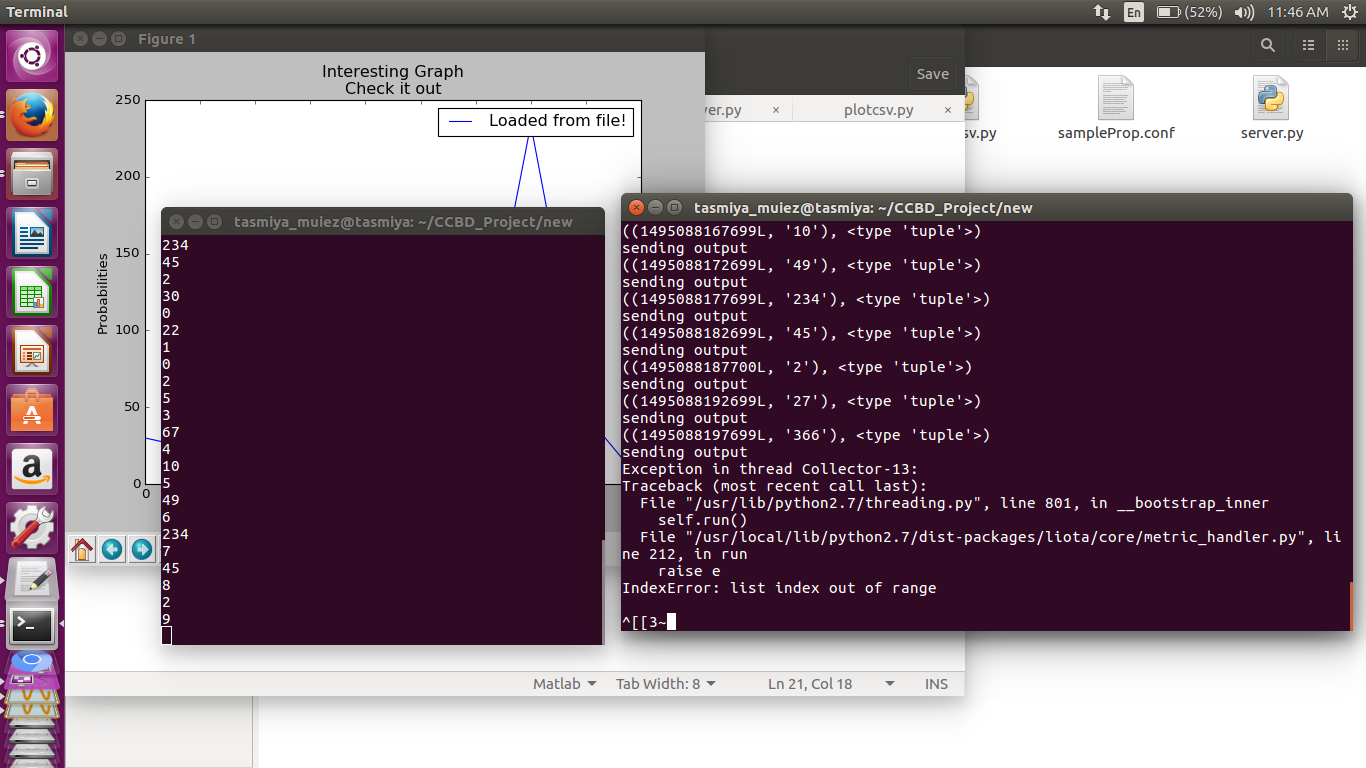 Terminal
En
(52%)
11:46 AM
Figure 1
Interesting Graph
Check it out
Loaded from file!
250
200
150
100
50
0
0
Probabilities
Save
ver.py ×
plotcsv.py ×
sv.py
sampleProp.conf
server.py
tasmiya_muiez@tasmiya: ~/CCBD_Project/new
234
45
2
30
0
22
1
0
2
5
3
67
4
10
5
49
6
234
7
45
8
2
9
tasmiya_muiez@tasmiya: ~/CCBD_Project/new
((1495088167699L, '10'), <type 'tuple'>)
sending output
((1495088172699L, '49'), <type 'tuple'>)
sending output
((1495088177699L, '234'), <type 'tuple'>)
sending output
((1495088182699L, '45'), <type 'tuple'>)
sending output
((1495088187700L, '2'), <type 'tuple'>)
sending output
((1495088192699L, '27'), <type 'tuple'>)
sending output
((1495088197699L, '366'), <type 'tuple'>)
sending output
Exception in thread Collector-13:
Traceback (most recent call last):
  File "/usr/lib/python2.7/threading.py", line 801, in __bootstrap_inner
    self.run()
  File "/usr/local/lib/python2.7/dist-packages/liota/core/metric_handler.py", li
ne 212, in run
    raise e
IndexError: list index out of range
^[[3~
Matlab
Tab Width: 8
Ln 21, Col 18
INS